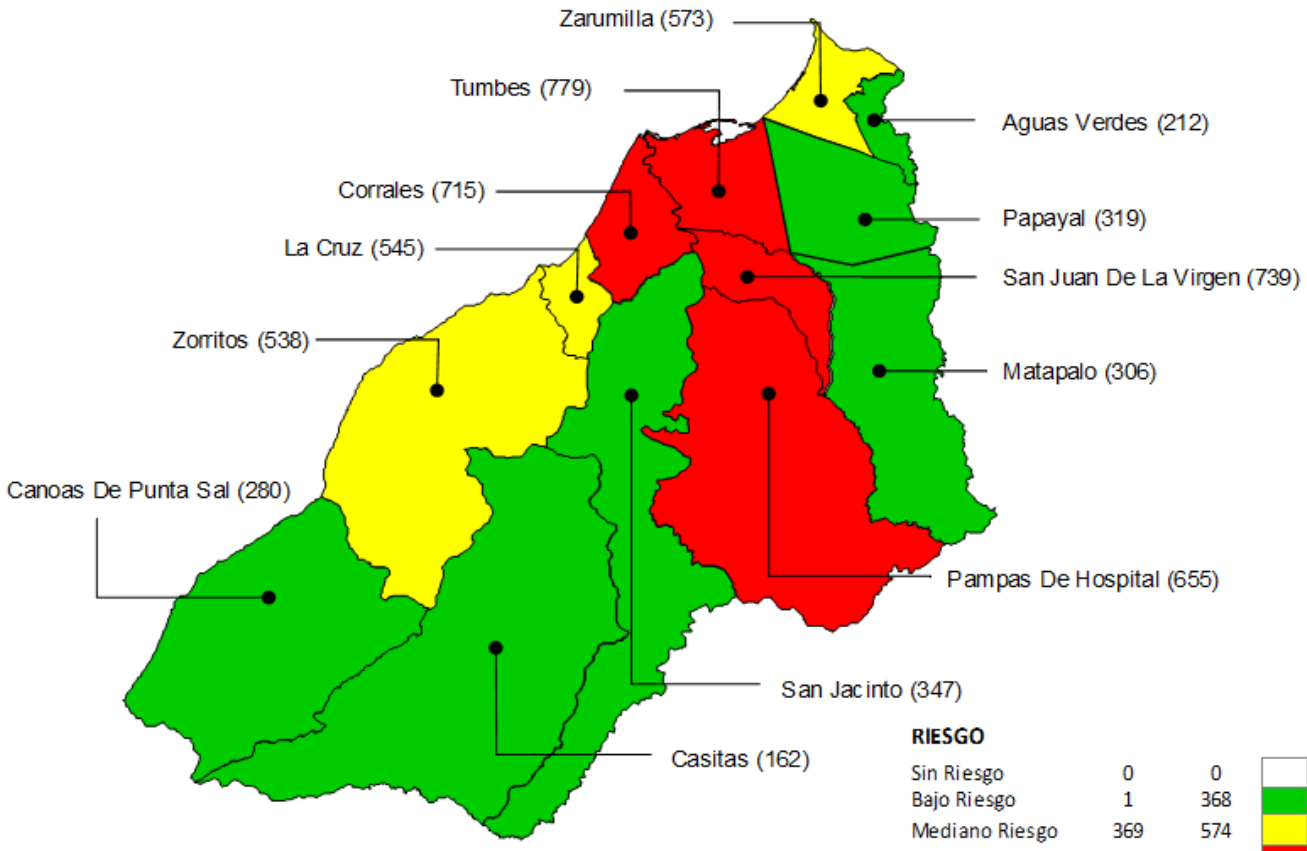 Zarumilla (573)
Tumbes (779)
Aguas Verdes (212)
Corrales (715)
Papayal (319)
La Cruz (545)
San Juan De La Virgen (739)
Zorritos (538)
Matapalo (306)
Canoas De Punta Sal (280)
Pampas De Hospital (655)
San Jacinto (347)
Casitas (162)
RIESGO
Sin Riesgo 0 0
Bajo Riesgo 1 368
Mediano Riesgo 369 574